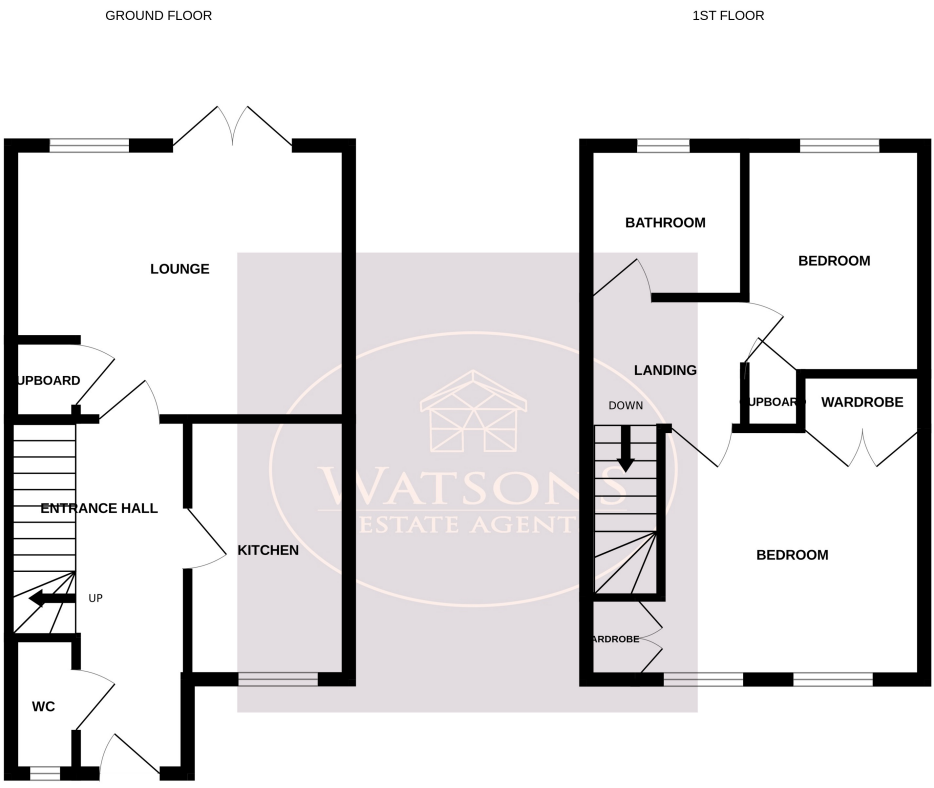 GROUND FLOOR
1ST FLOOR
BATHROOM
BEDROOM
LOUNGE
LANDING
UPBOARD
DOWN
UPBOARD
WARDROBE
WATSONS
ENTRANCE HALL
ESTATE AGENT
KITCHEN
BEDROOM
UP
ARDROBE
WC